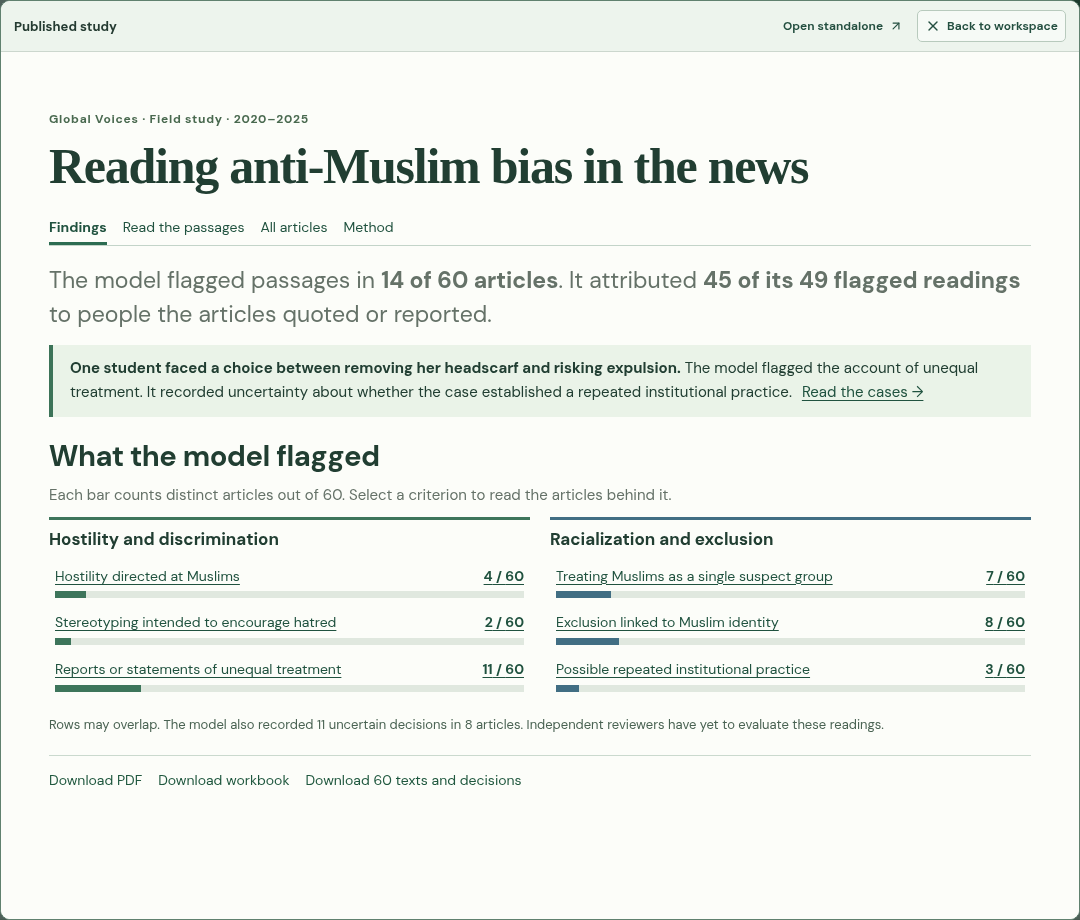 Published study
Open standalone ↗
Back to workspace
Global Voices · Field study · 2020–2025
Reading anti-Muslim bias in the news
Findings
Read the passages
All articles
Method
The model flagged passages in 14 of 60 articles. It attributed 45 of its 49 flagged readings
to people the articles quoted or reported.
One student faced a choice between removing her headscarf and risking expulsion. The model flagged the account of unequal
treatment. It recorded uncertainty about whether the case established a repeated institutional practice. Read the cases →
What the model flagged
Each bar counts distinct articles out of 60. Select a criterion to read the articles behind it.
Hostility and discrimination
Hostility directed at Muslims 4 / 60
Stereotyping intended to encourage hatred 2 / 60
Reports or statements of unequal treatment 11 / 60
Racialization and exclusion
Treating Muslims as a single suspect group 7 / 60
Exclusion linked to Muslim identity 8 / 60
Possible repeated institutional practice 3 / 60
Rows may overlap. The model also recorded 11 uncertain decisions in 8 articles. Independent reviewers have yet to evaluate these readings.
Download PDF
Download workbook
Download 60 texts and decisions